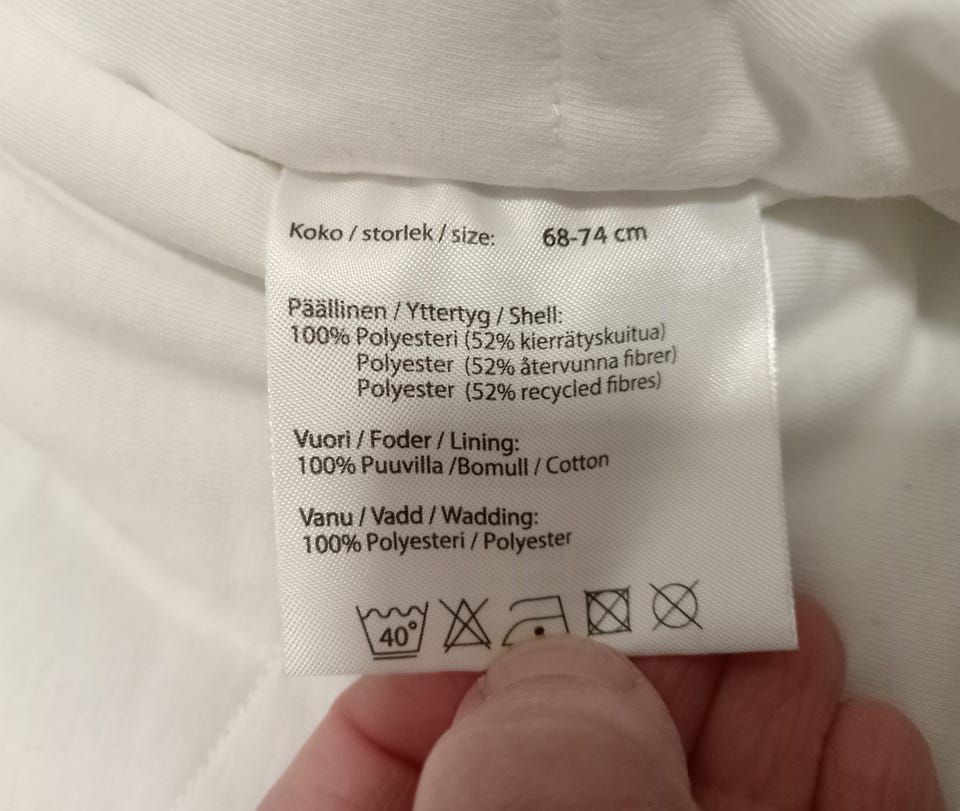 Koko / storlek / size: 68-74 cm
Päällinen / Yttertyg / Shell:
100% Polyesteri (52% kierrätyskuitua)
Polyester (52% återvunna fibrer)
Polyester (52% recycled fibres)
Vuori / Foder / Lining:
100% Puuvilla /Bomull / Cotton
Vanu / Vadd / Wadding:
100% Polyesteri / Polyester
40°